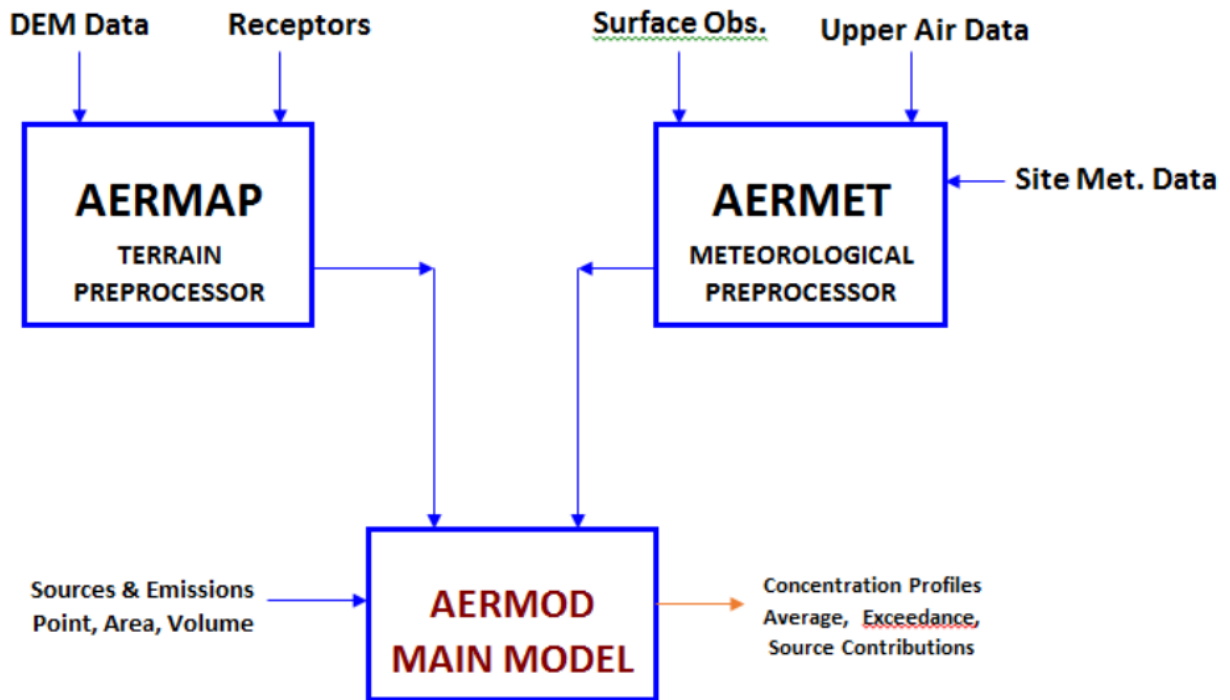 DEM Data
Receptors
Surface Obs.
Upper Air Data
AERMAP
TERRAIN
PREPROCESSOR
AERMET
METEOROLOGICAL
PREPROCESSOR
Site Met. Data
Sources & Emissions
Point, Area, Volume
AERMOD
MAIN MODEL
Concentration Profiles
Average, Exceedance,
Source Contributions